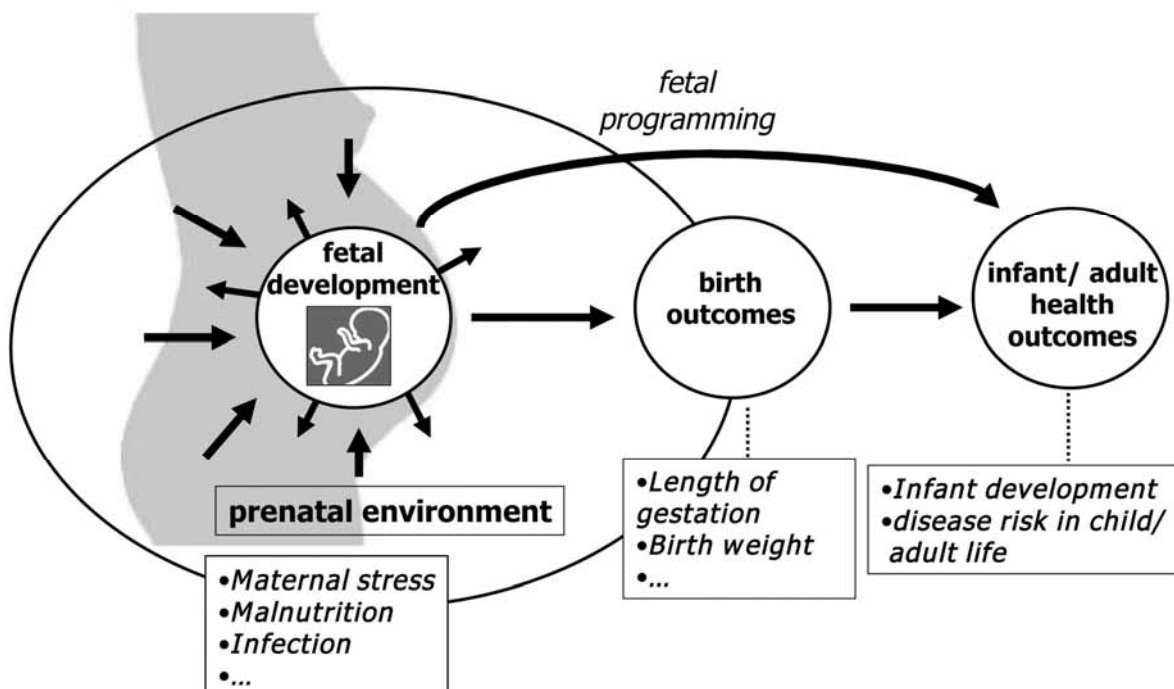 fetal
programming
fetal
development
birth
outcomes
infant/ adult
health
outcomes
prenatal environment
•Maternal stress
•Malnutrition
•Infection
•...
•Length of
gestation
•Birth weight
•...
•Infant development
•disease risk in child/
adult life